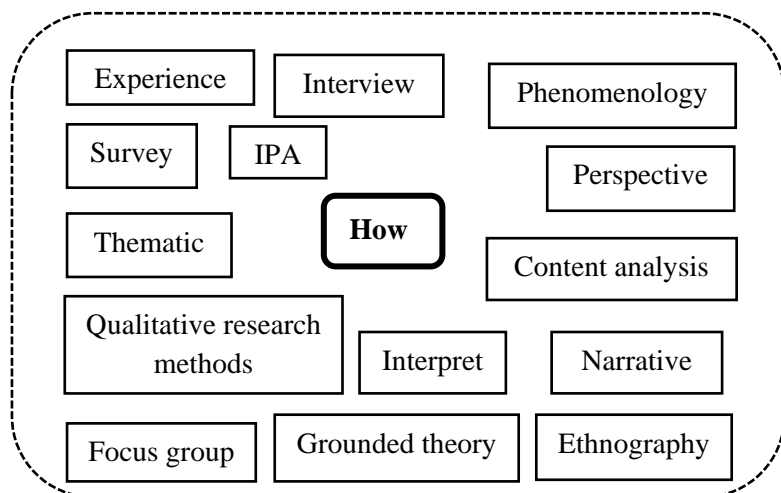 Experience
Interview
Phenomenology
Survey
IPA
Perspective
Thematic
How
Content analysis
Qualitative research
methods
Interpret
Narrative
Focus group
Grounded theory
Ethnography